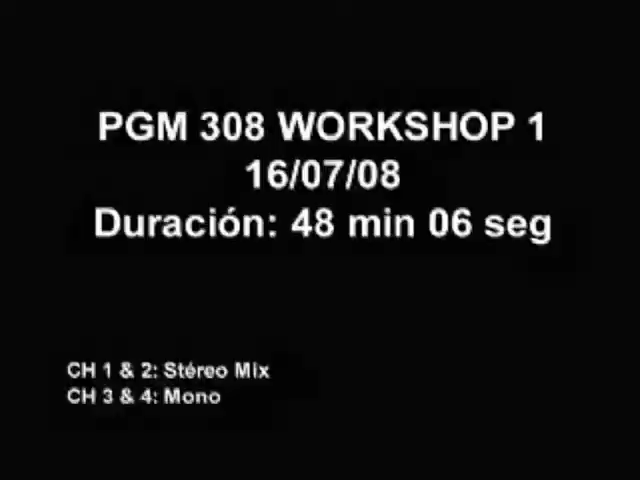 PGM 308 WORKSHOP 1
16/07/08
Duración: 48 min 06 seg
CH 1 & 2: Stéreo Mix
CH 3 & 4: Mono